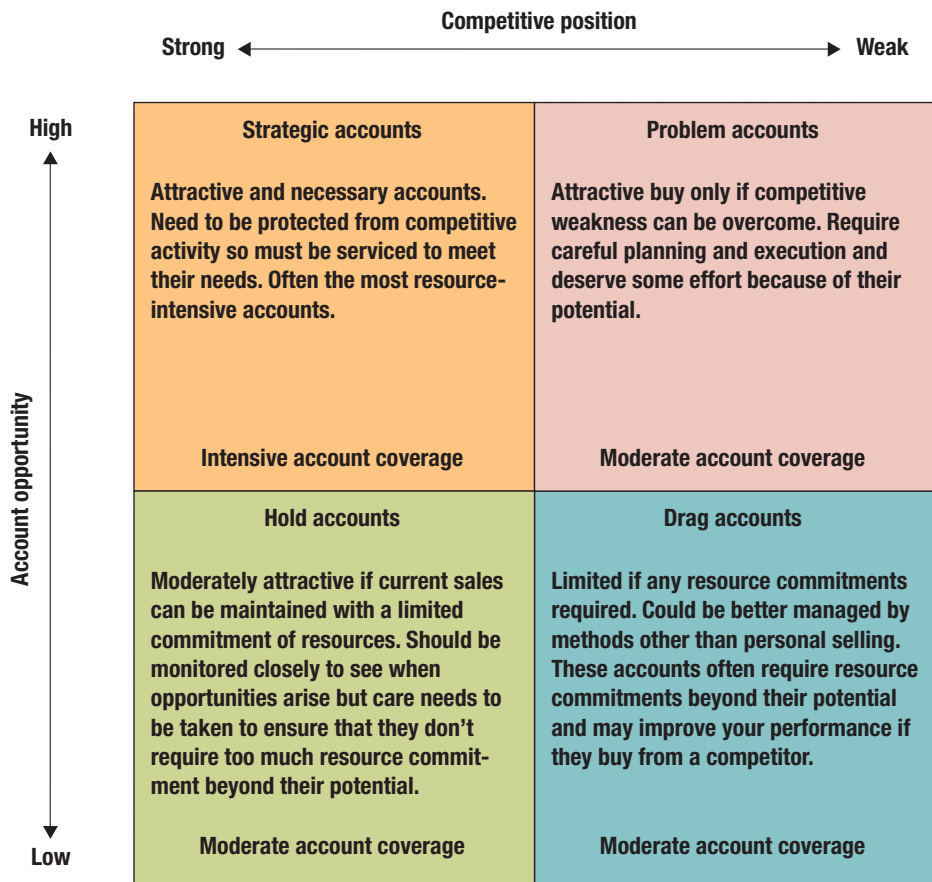 Competitive position
Strong
Weak
High
Account opportunity
Low
Strategic accounts
Attractive and necessary accounts.
Need to be protected from competitive
activity so must be serviced to meet
their needs. Often the most resource-
intensive accounts.
Intensive account coverage
Problem accounts
Attractive buy only if competitive
weakness can be overcome. Require
careful planning and execution and
deserve some effort because of their
potential.
Moderate account coverage
Hold accounts
Moderately attractive if current sales
can be maintained with a limited
commitment of resources. Should be
monitored closely to see when
opportunities arise but care needs to
be taken to ensure that they don't
require too much resource commit-
ment beyond their potential.
Moderate account coverage
Drag accounts
Limited if any resource commitments
required. Could be better managed by
methods other than personal selling.
These accounts often require resource
commitments beyond their potential
and may improve your performance if
they buy from a competitor.
Moderate account coverage